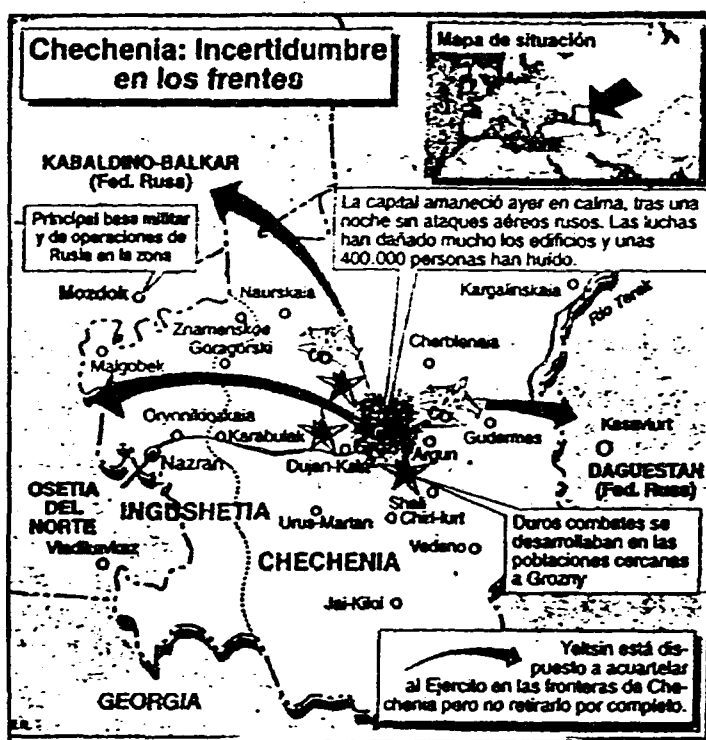 Chechenia: Incertidumbre
en los frentes
Mapa de situación
KABALDINO-BALKAR
(Fed. Rusa)
Principal base militar
y de operaciones de
Rusia en la zona
La capital amaneció ayer en calma, tras una
noche sin ataques aéreos rusos. Las luchas
han dañado mucho los edificios y unas
400.000 personas han huído.
Mozdok
Naurskaia
Kargalinskaia
Río Terek
Znamenskoe
Goragorski
Cherblenaia
Malgobek
Karabulak
Gudermes
Kasaviurt
Nazran
Dujan-Kala
Argun
DAGUESTAN
(Fed. Rusa)
OSETIA
DEL
NORTE
INGUSHETIA
Shali
Urus-Martan
Chiri-Iurt
Vladikavkaz
Vedeno
CHECHENIA
Duros combates se
desarrollaban en las
poblaciones cercanas
a Grozny
Jai-Kiloi
GEORGIA
Yeltsin está dis-
puesto a acuartelar
al Ejercito en las fronteras de Che-
chenia pero no retirarlo por completo.